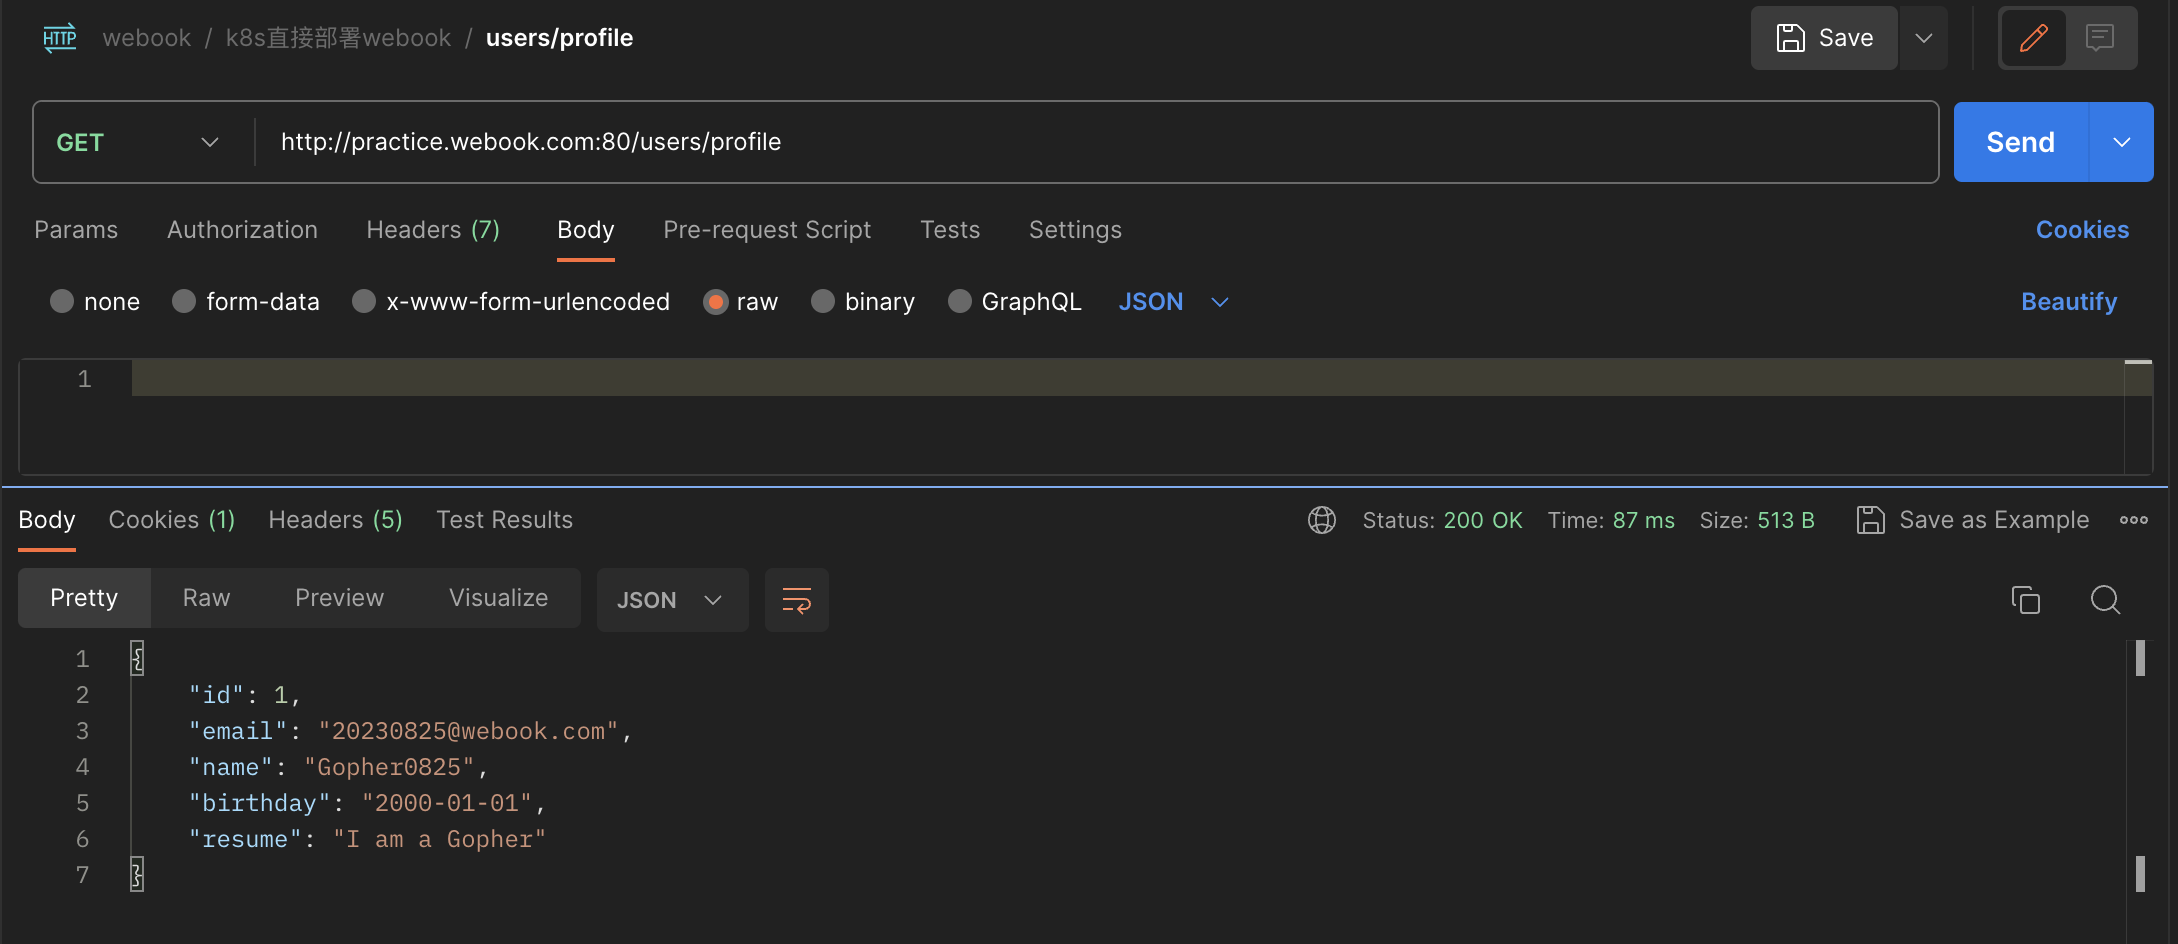 HTTP webook / k8s直接部署webook / users/profile Save
GET http://practice.webook.com:80/users/profile Send
Params Authorization Headers (7) Body Pre-request Script Tests Settings Cookies
none form-data x-www-form-urlencoded raw binary GraphQL JSON Beautify
1
Body Cookies (1) Headers (5) Test Results Status: 200 OK Time: 87 ms Size: 513 B Save as Example
Pretty Raw Preview Visualize JSON
1 {
2 "id": 1,
3 "email": "20230825@webook.com",
4 "name": "Gopher0825",
5 "birthday": "2000-01-01",
6 "resume": "I am a Gopher"
7 }